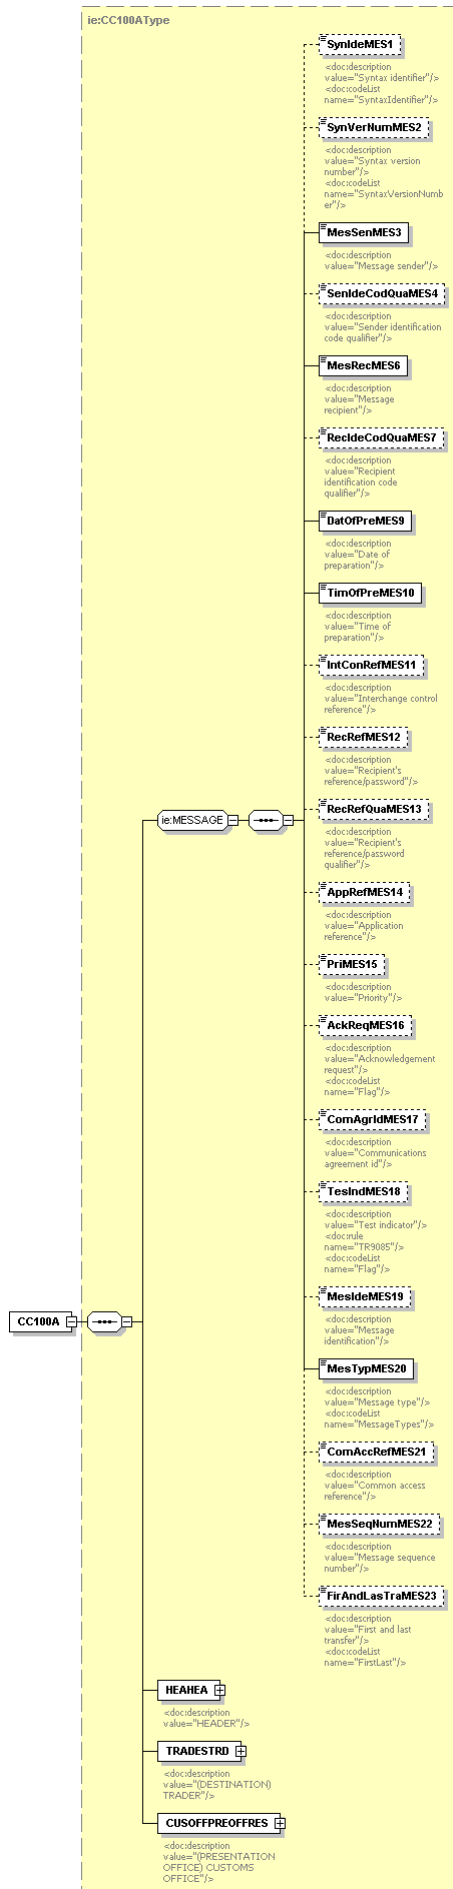 ie:CC100AType
SynIdeMES1
<doc:description
value="Syntax identifier"/>
<doc:codeList
name="SyntaxIdentifier"/>
SynVerNumMES2
<doc:description
value="Syntax version
number"/>
<doc:codeList
name="SyntaxVersionNumb
er"/>
MesSenMES3
<doc:description
value="Message sender"/>
SenIdeCodQuaMES4
<doc:description
value="Sender identification
code qualifier"/>
MesRecMES6
<doc:description
value="Message
recipient"/>
RecIdeCodQuaMES7
<doc:description
value="Recipient
identification code
qualifier"/>
DatOfPreMES9
<doc:description
value="Date of
preparation"/>
TimOfPreMES10
<doc:description
value="Time of
preparation"/>
IntConRefMES11
<doc:description
value="Interchange control
reference"/>
RecRefMES12
<doc:description
value="Recipient's
reference/password"/>
RecRefQuaMES13
<doc:description
value="Recipient's
reference/password
qualifier"/>
ie:MESSAGE
AppRefMES14
<doc:description
value="Application
reference"/>
PriMES15
<doc:description
value="Priority"/>
AckReqMES16
<doc:description
value="Acknowledgement
request"/>
<doc:codeList
name="Flag"/>
ComAgrIdMES17
<doc:description
value="Communications
agreement id"/>
TesIndMES18
<doc:description
value="Test indicator"/>
<doc:rule
name="TR9085"/>
<doc:codeList
name="Flag"/>
MesIdeMES19
<doc:description
value="Message
identification"/>
CC100A
MesTypMES20
<doc:description
value="Message type"/>
<doc:codeList
name="MessageTypes"/>
ComAccRefMES21
<doc:description
value="Common access
reference"/>
MesSeqNumMES22
<doc:description
value="Message sequence
number"/>
FirAndLasTraMES23
<doc:description
value="First and last
transfer"/>
<doc:codeList
name="FirstLast"/>
HEAHEA
<doc:description
value="HEADER"/>
TRADESTRD
<doc:description
value="(DESTINATION)
TRADER"/>
CUSOFFPREOFFRES
<doc:description
value="(PRESENTATION
OFFICE) CUSTOMS
OFFICE"/>